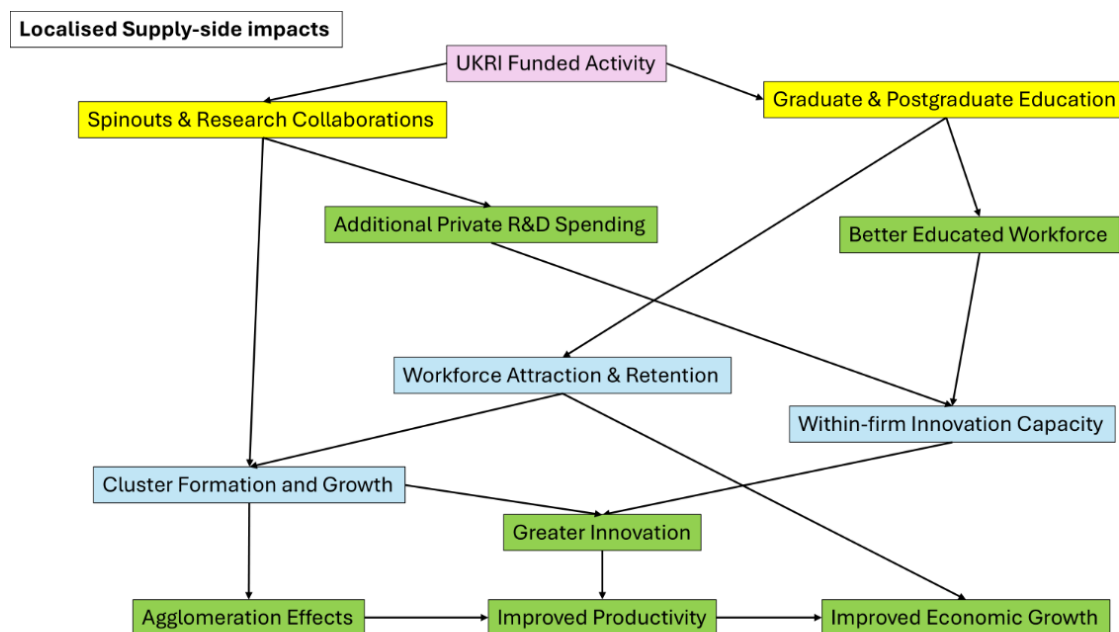 Localised Supply-side impacts
UKRI Funded Activity
Graduate & Postgraduate Education
Spinouts & Research Collaborations
Additional Private R&D Spending
Better Educated Workforce
Workforce Attraction & Retention
Within-firm Innovation Capacity
Cluster Formation and Growth
Greater Innovation
Agglomeration Effects
Improved Productivity
Improved Economic Growth